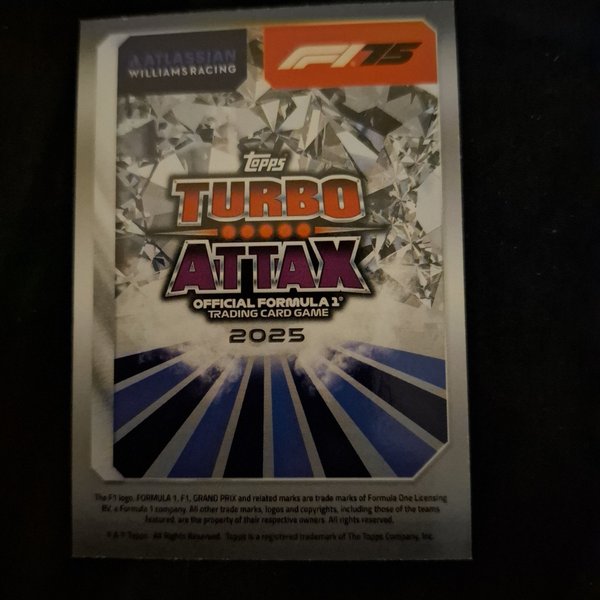 ATLASSIAN
WILLIAMS RACING
F1 75
Topps
TURBO
ATTAX
OFFICIAL FORMULA 1®
TRADING CARD GAME
2025
The F1 logo, FORMULA 1, F1, GRAND PRIX and related marks are trade marks of Formula One Licensing
BV, a Formula 1 company. All other trade marks, logos and copyrights, including those of the teams
featured, are the property of their respective owners. All rights reserved.
Topps. All Rights Reserved. Topps is a registered trademark of The Topps Company, Inc.